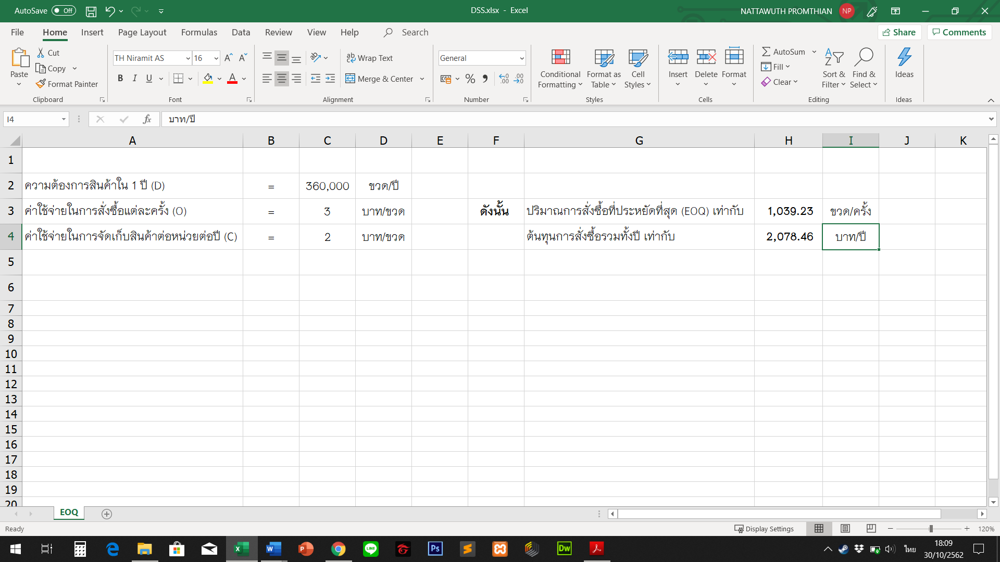 AutoSave Off DSS.xlsx - Excel NATTAWUTH PROMTHIAN NP
File Home Insert Page Layout Formulas Data Review View Help Search Share Comments
Paste Cut Copy Format Painter
TH Niramit AS 16 A A
B I U A
Wrap Text
Merge & Center
General
% .00 .00
Conditional Formatting Format as Table Cell Styles
Insert Delete Format
AutoSum Fill Clear
Sort & Filter Find & Select
Ideas
Clipboard Font Alignment Number Styles Cells Editing Ideas
I4 fx บาท/ปี
A B C D E F G H I J K
1
2 ความต้องการสินค้าใน 1 ปี (D) = 360,000 ขวด/ปี
3 ค่าใช้จ่ายในการสั่งซื้อแต่ละครั้ง (O) = 3 บาท/ขวด ดังนั้น ปริมาณการสั่งซื้อที่ประหยัดที่สุด (EOQ) เท่ากับ 1,039.23 ขวด/ครั้ง
4 ค่าใช้จ่ายในการจัดเก็บสินค้าต่อหน่วยต่อปี (C) = 2 บาท/ขวด ต้นทุนการสั่งซื้อรวมทั้งปี เท่ากับ 2,078.46 บาท/ปี
5
6
7
8
9
10
11
12
13
14
15
16
17
18
19
20
EOQ
Ready Display Settings 120%
LINE Ps Dw ไทย 18:09
30/10/2562